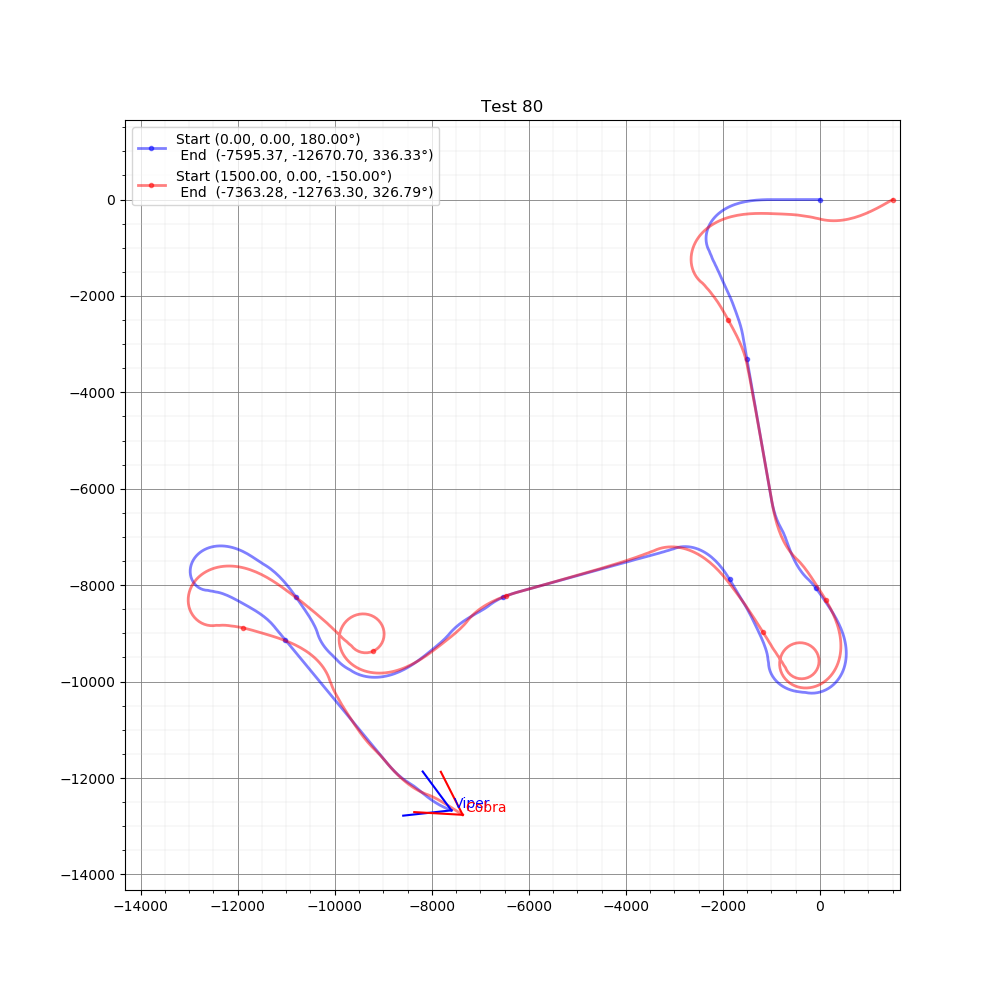 Test 80
Start (0.00, 0.00, 180.00°)
End (-7595.37, -12670.70, 336.33°)
Start (1500.00, 0.00, -150.00°)
End (-7363.28, -12763.30, 326.79°)
0
−2000
−4000
−6000
−8000
−10000
−12000
−14000
Viper
Cobra
−14000 −12000 −10000 −8000 −6000 −4000 −2000 0